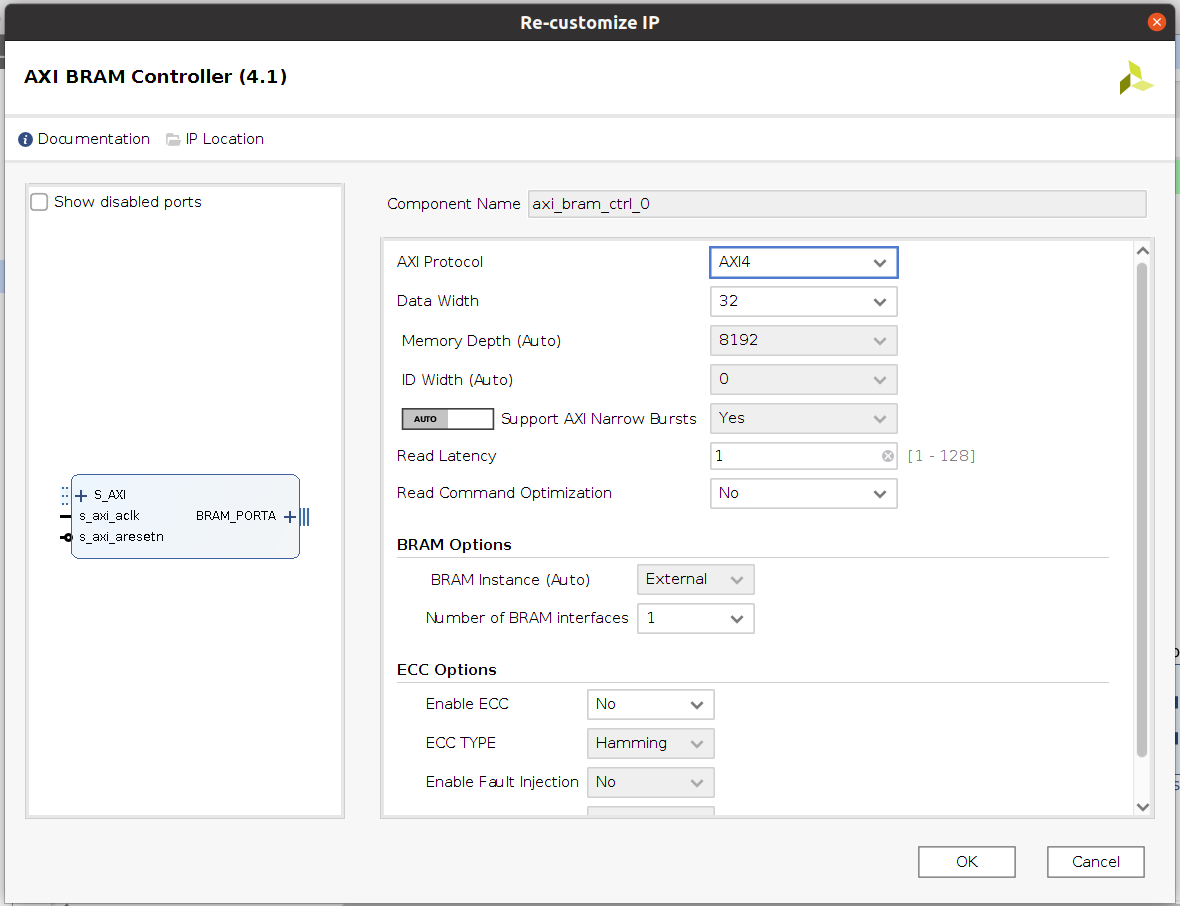 Re-customize IP
AXI BRAM Controller (4.1)
Documentation IP Location
Show disabled ports
S_AXI
s_axi_aclk
s_axi_aresetn
BRAM_PORTA
Component Name axi_bram_ctrl_0
AXI Protocol AXI4
Data Width 32
Memory Depth (Auto) 8192
ID Width (Auto) 0
AUTO Support AXI Narrow Bursts Yes
Read Latency 1 [1 - 128]
Read Command Optimization No
BRAM Options
BRAM Instance (Auto) External
Number of BRAM interfaces 1
ECC Options
Enable ECC No
ECC TYPE Hamming
Enable Fault Injection No
OK Cancel